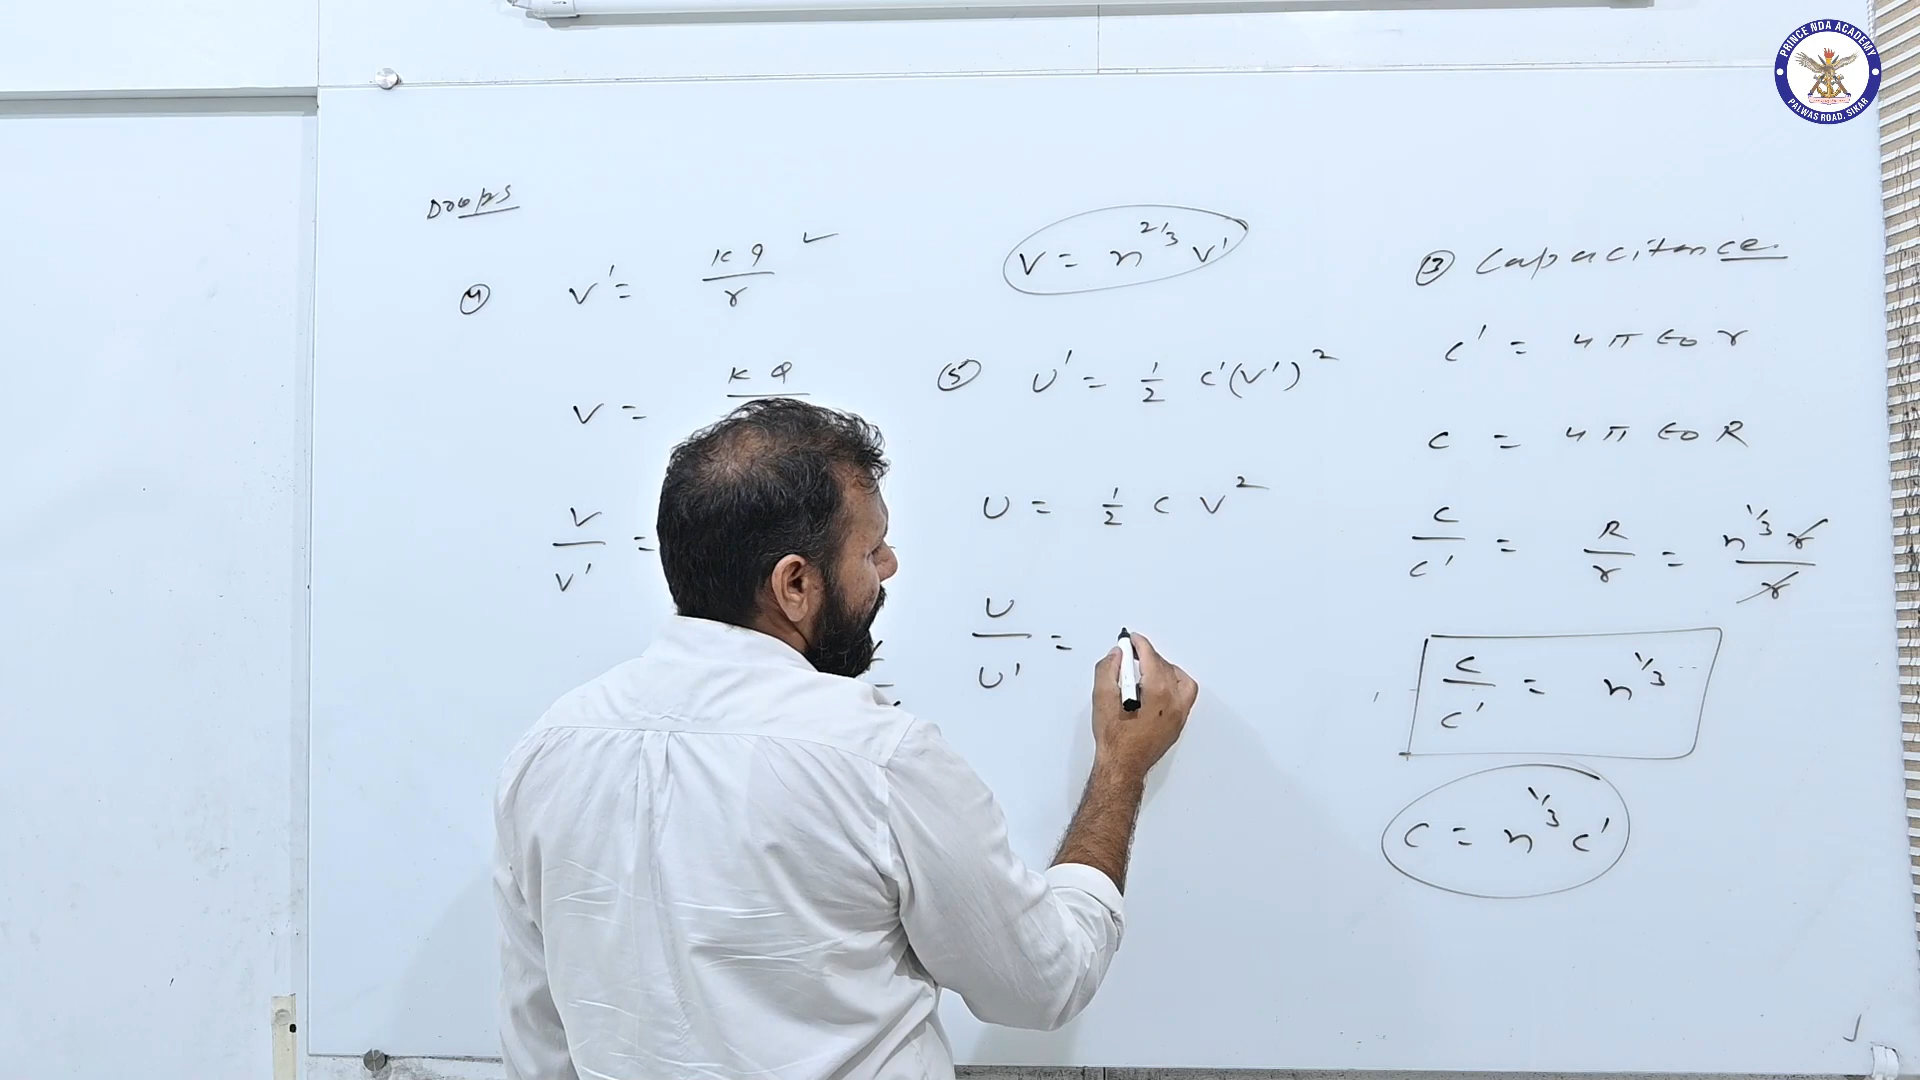 PRINCE NDA ACADEMY
PALWAS ROAD, SIKAR
Drops
④ V' = Kq/r ✓
V = KQ
V/V' =
V = n^2/3 V'
⑤ U' = 1/2 C'(V')²
U = 1/2 C V²
U/U' =
③ Capacitance.
C' = 4π ε0 r
C = 4π ε0 R
C/C' = R/r = n^1/3 r/r
C/C' = n^1/3
C = n^1/3 C'